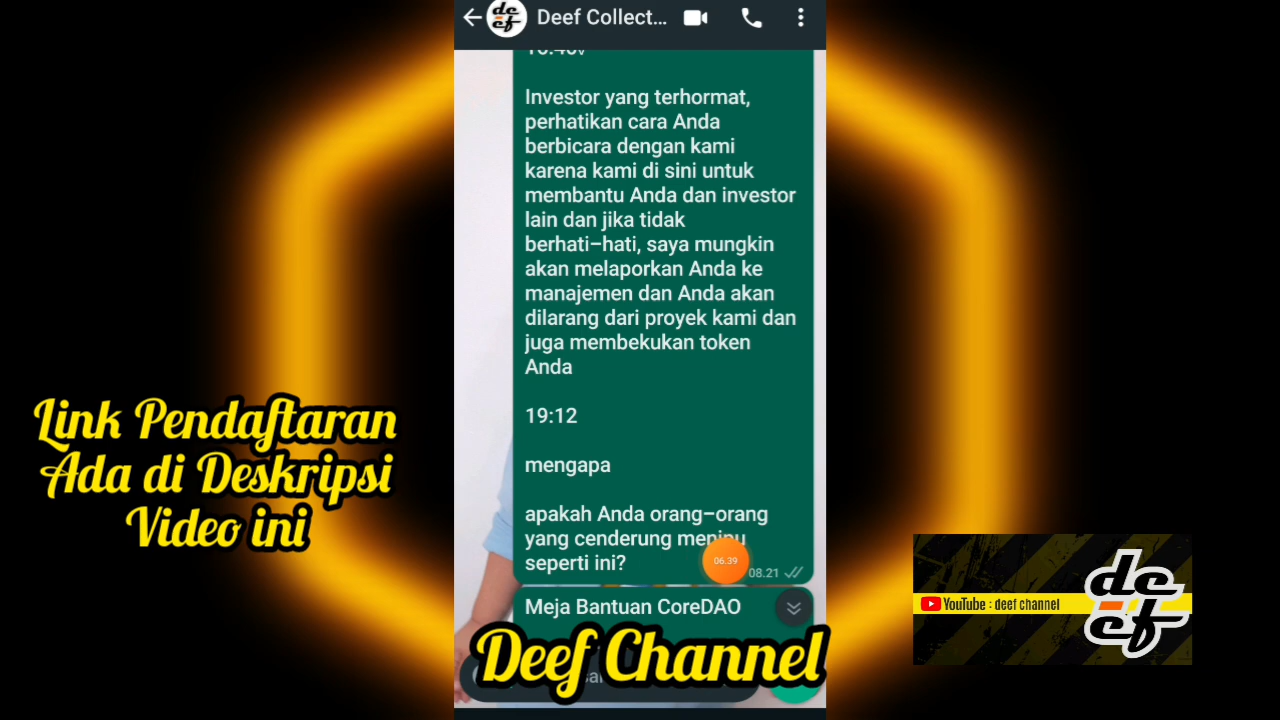 Deef Collect...
Investor yang terhormat,
perhatikan cara Anda
berbicara dengan kami
karena kami di sini untuk
membantu Anda dan investor
lain dan jika tidak
berhati-hati, saya mungkin
akan melaporkan Anda ke
manajemen dan Anda akan
dilarang dari proyek kami dan
juga membekukan token
Anda
19:12
mengapa
apakah Anda orang-orang
yang cenderung menipu
seperti ini?
06.39
08.21
Meja Bantuan CoreDAO
Deef Channel
Link Pendaftaran
Ada di Deskripsi
Video ini
YouTube : deef channel
deef